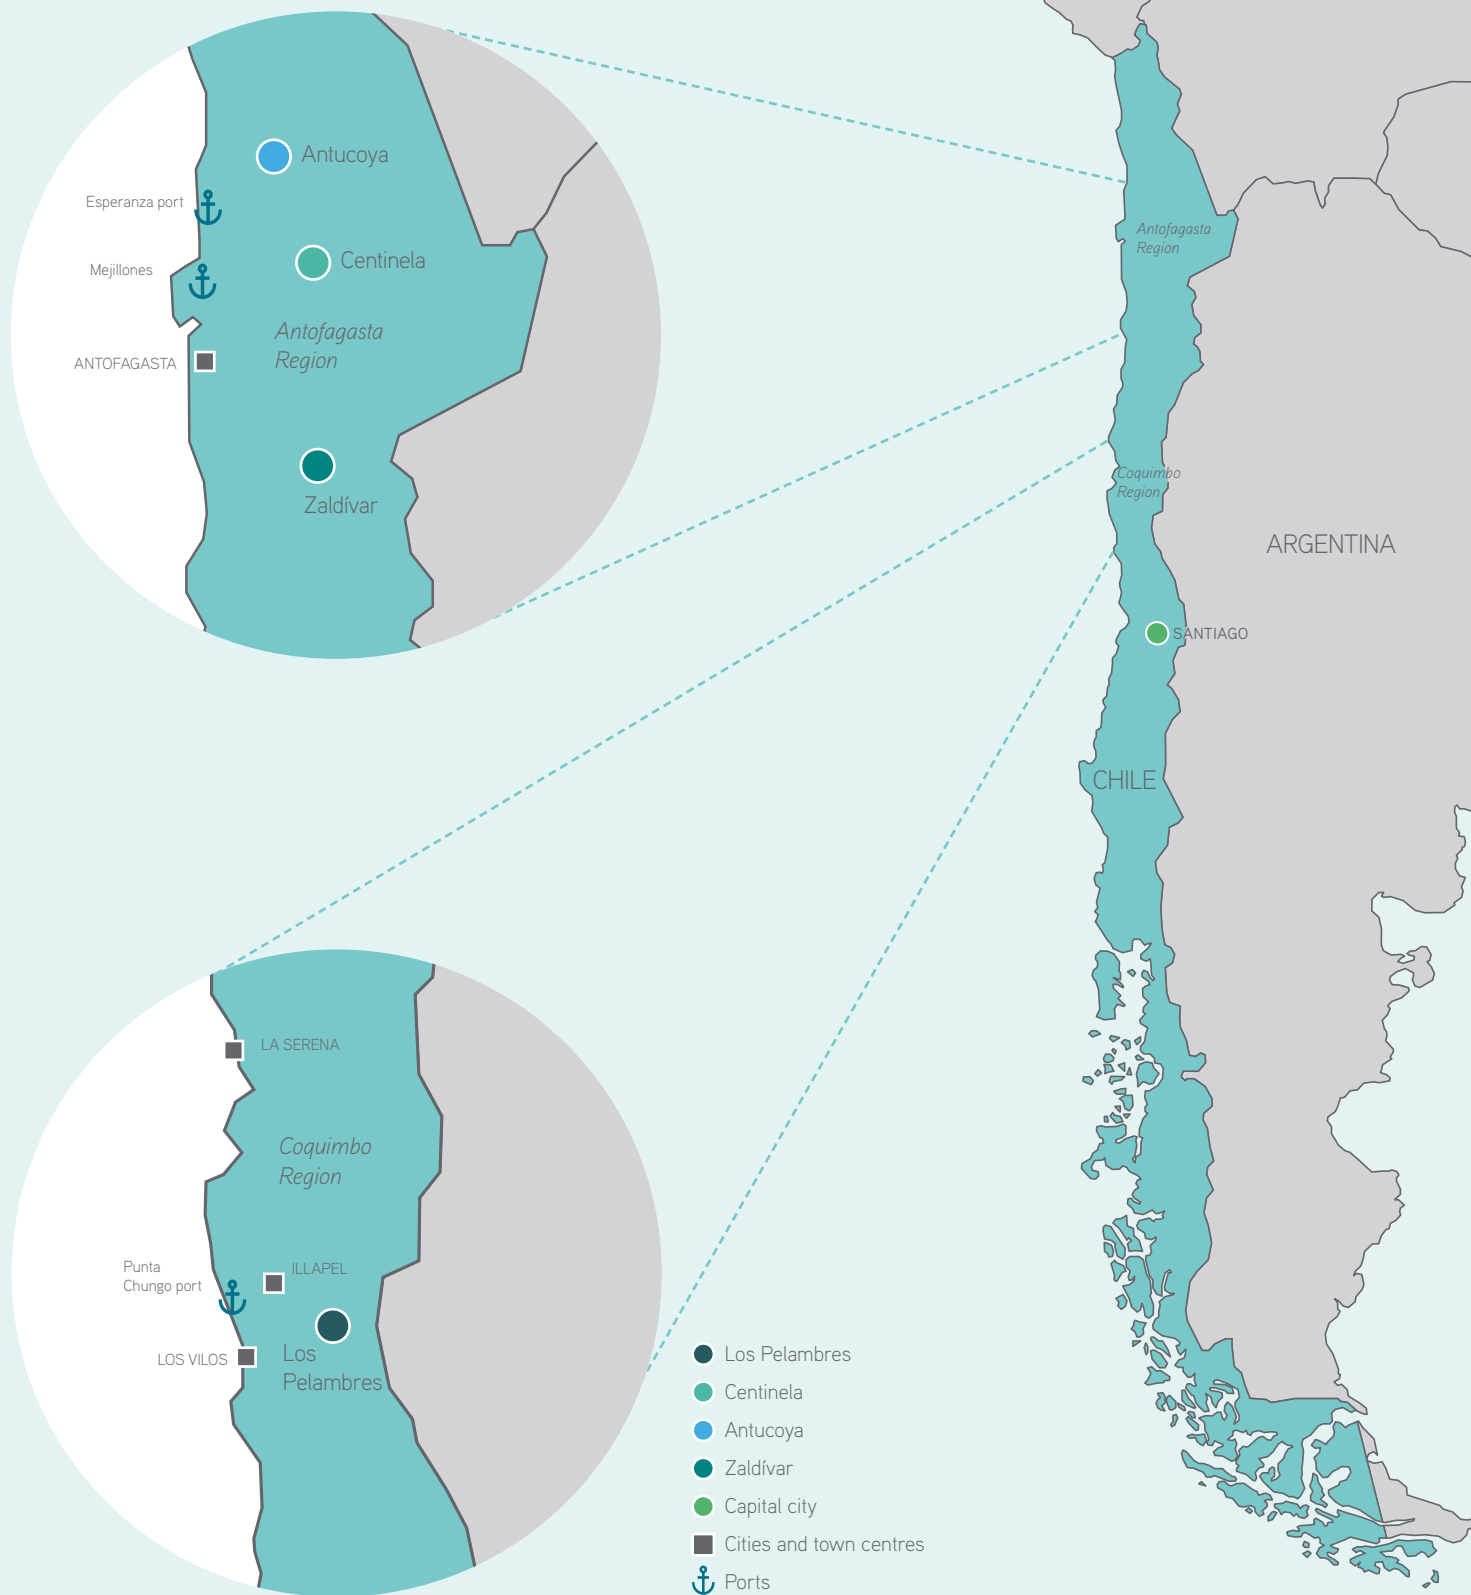 Antucoya
Esperanza port
Centinela
Mejillones
Antofagasta
Region
ANTOFAGASTA
Zaldívar
Antofagasta
Region
Coquimbo
Region
ARGENTINA
SANTIAGO
CHILE
LA SERENA
Coquimbo
Region
Punta
Chungo port
ILLAPEL
LOS VILOS
Los
Pelambres
Los Pelambres
Centinela
Antucoya
Zaldívar
Capital city
Cities and town centres
Ports